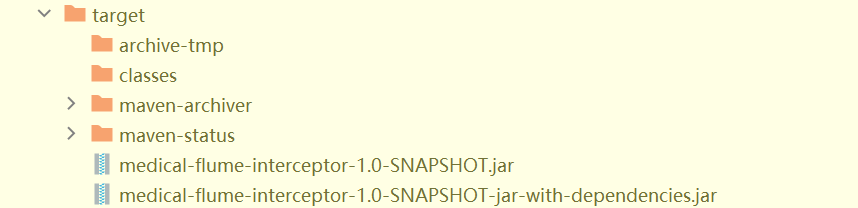 target
archive-tmp
classes
maven-archiver
maven-status
medical-flume-interceptor-1.0-SNAPSHOT.jar
medical-flume-interceptor-1.0-SNAPSHOT-jar-with-dependencies.jar